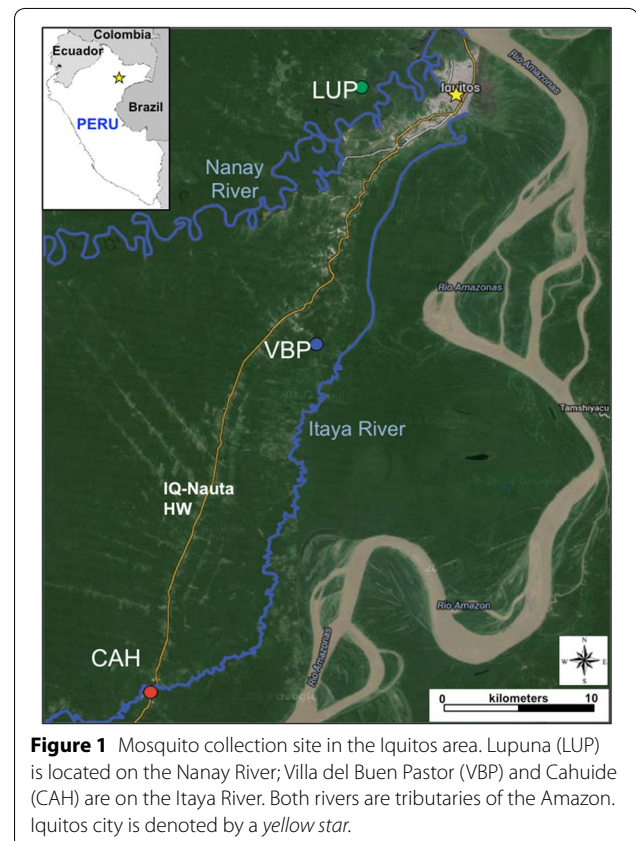 Colombia
Ecuador
Brazil
PERU
LUP
Iquitos
Rio Amazonas
Nanay
River
Rio Amazonas
VBP
Tamshiyacu
Itaya River
IQ-Nauta
HW
Rio Amazon
Rio Amazonas
CAH
N
W E
S
0 kilometers 10
Figure 1 Mosquito collection site in the Iquitos area. Lupuna (LUP)
is located on the Nanay River; Villa del Buen Pastor (VBP) and Cahuide
(CAH) are on the Itaya River. Both rivers are tributaries of the Amazon.
Iquitos city is denoted by a yellow star.